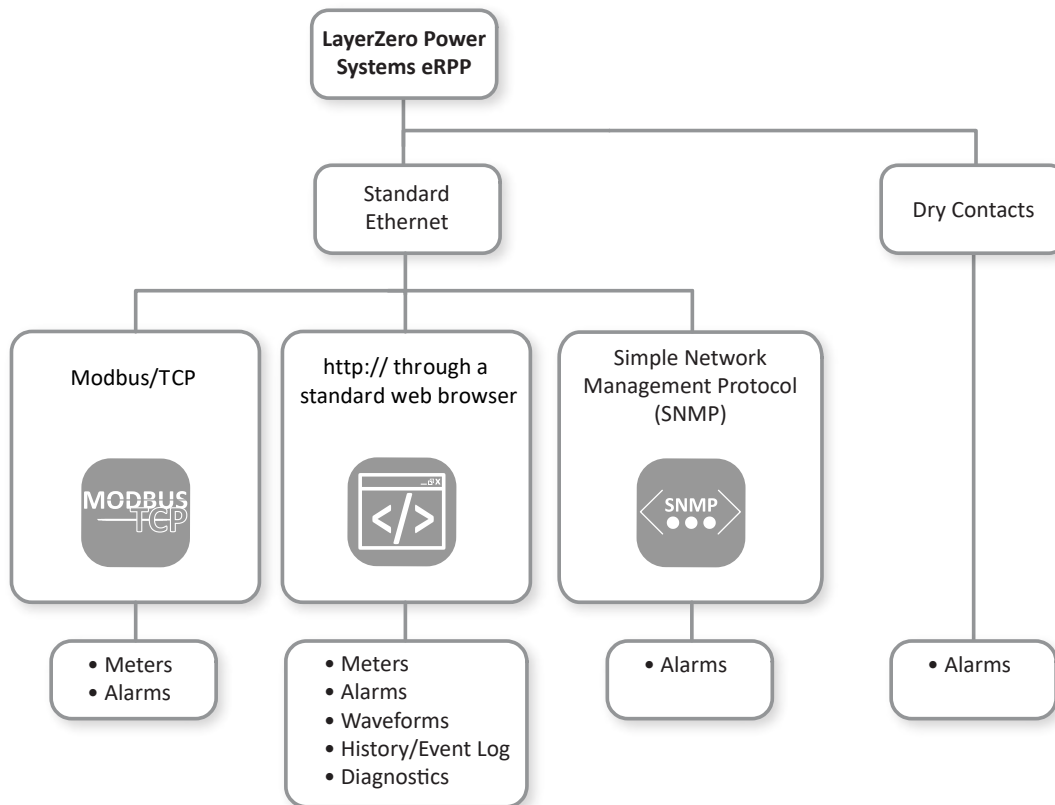 LayerZero Power
Systems eRPP
Standard
Ethernet
Dry Contacts
Modbus/TCP
MODBUS
TCP
http:// through a
standard web browser
</>
Simple Network
Management Protocol
(SNMP)
<SNMP>
• Meters
• Alarms
• Meters
• Alarms
• Waveforms
• History/Event Log
• Diagnostics
• Alarms
• Alarms